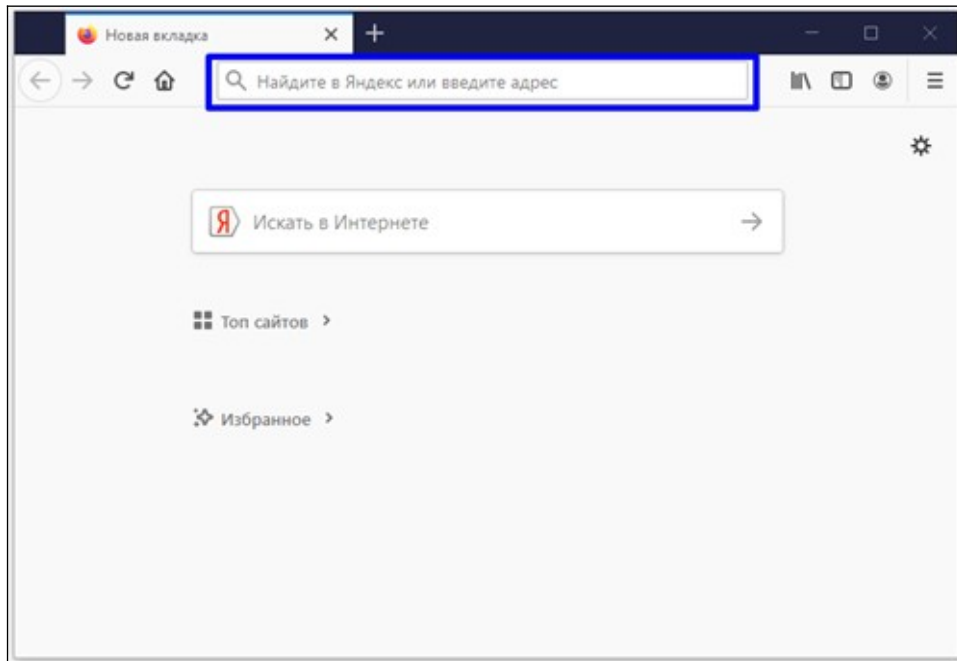 Новая вкладка
Найдите в Яндекс или введите адрес
Я Искать в Интернете
Топ сайтов
Избранное